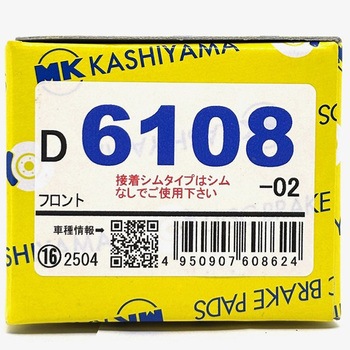 MK KASHIYAMA
D 6108
接着シムタイプはシム
なしでご使用下さい
-02
フロント
車種情報➡
⑯ 2504
4 950907 608624
MK
DISC BRAKE PADS